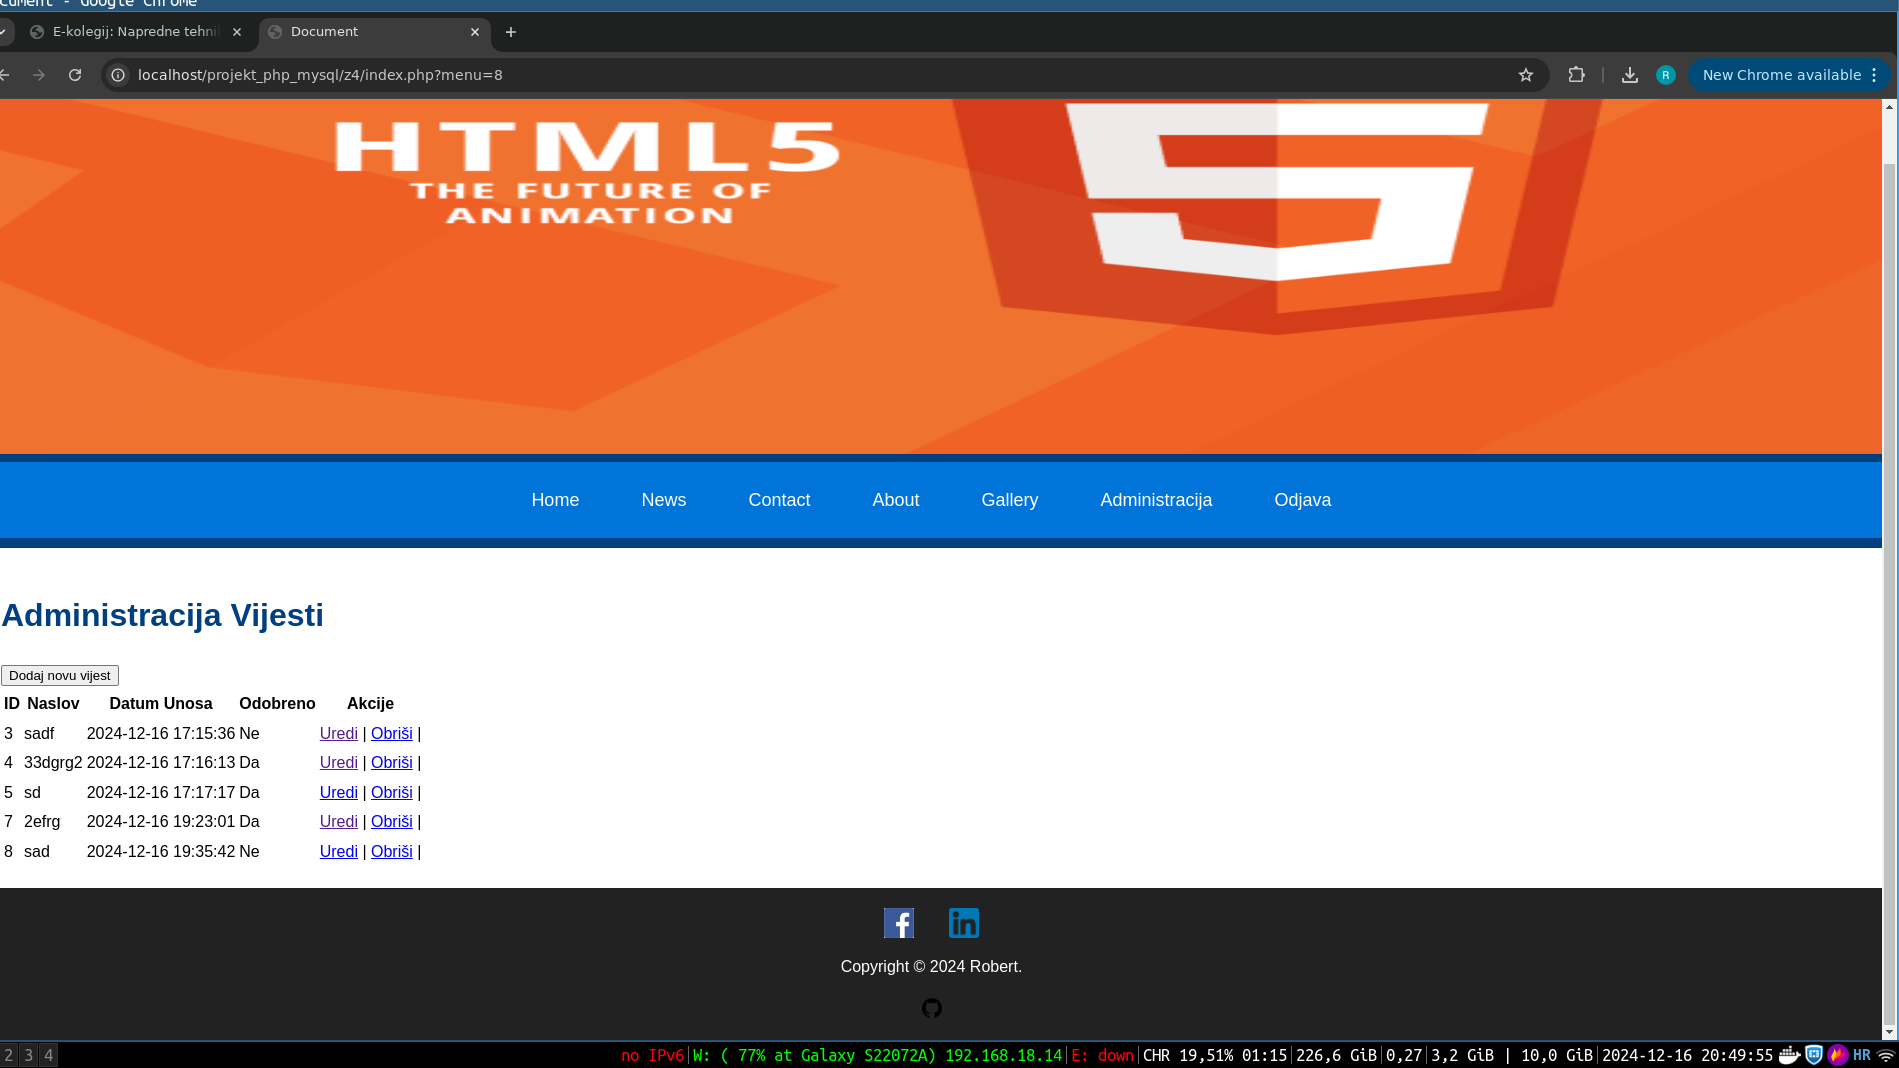 cument - Google Chrome
E-kolegij: Napredne tehni
Document
localhost/projekt_php_mysql/z4/index.php?menu=8
R
New Chrome available
HTML5
THE FUTURE OF
ANIMATION
Home News Contact About Gallery Administracija Odjava
Administracija Vijesti
Dodaj novu vijest
ID Naslov Datum Unosa Odobreno Akcije
3 sadf 2024-12-16 17:15:36 Ne Uredi | Obriši |
4 33dgrg2 2024-12-16 17:16:13 Da Uredi | Obriši |
5 sd 2024-12-16 17:17:17 Da Uredi | Obriši |
7 2efrg 2024-12-16 19:23:01 Da Uredi | Obriši |
8 sad 2024-12-16 19:35:42 Ne Uredi | Obriši |
f in
Copyright © 2024 Robert.
2 3 4 no IPv6|W: ( 77% at Galaxy S22072A) 192.168.18.14|E: down|CHR 19,51% 01:15|226,6 GiB|0,27|3,2 GiB | 10,0 GiB|2024-12-16 20:49:55 HR